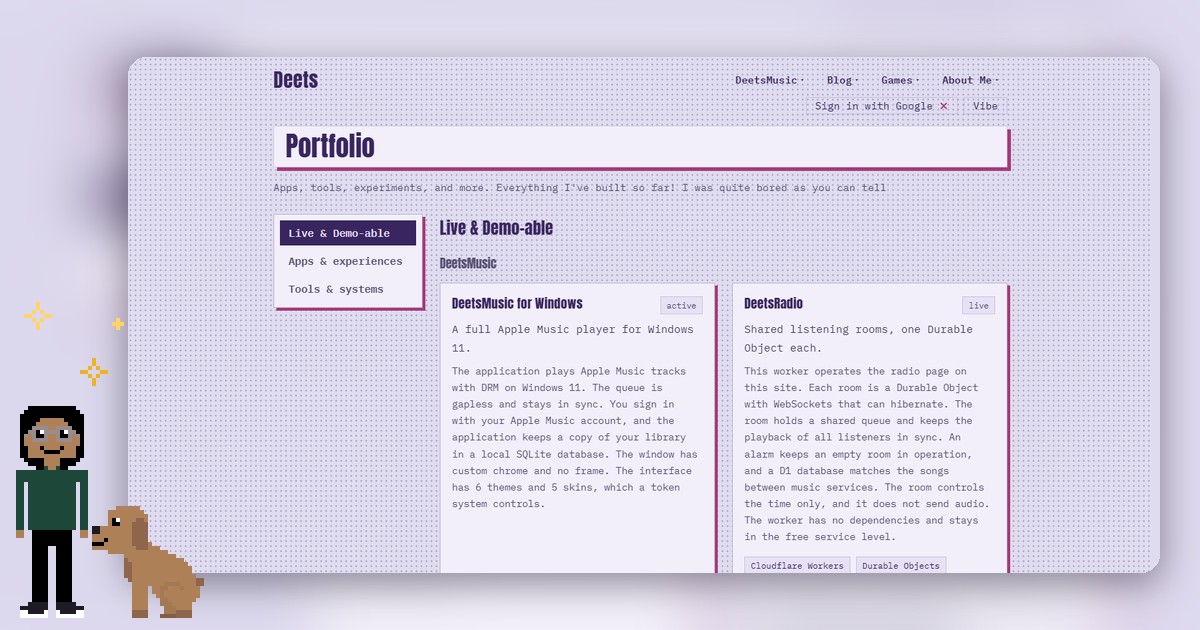 Deets
DeetsMusic · Blog · Games · About Me ·
Sign in with Google ✕ Vibe
Portfolio
Apps, tools, experiments, and more. Everything I've built so far! I was quite bored as you can tell
Live & Demo-able
Apps & experiences
Tools & systems
Live & Demo-able
DeetsMusic
DeetsMusic for Windows
active
A full Apple Music player for Windows
11.
The application plays Apple Music tracks
with DRM on Windows 11. The queue is
gapless and stays in sync. You sign in
with your Apple Music account, and the
application keeps a copy of your library
in a local SQLite database. The window has
custom chrome and no frame. The interface
has 6 themes and 5 skins, which a token
system controls.
DeetsRadio
live
Shared listening rooms, one Durable
Object each.
This worker operates the radio page on
this site. Each room is a Durable Object
with WebSockets that can hibernate. The
room holds a shared queue and keeps the
playback of all listeners in sync. An
alarm keeps an empty room in operation,
and a D1 database matches the songs
between music services. The room controls
the time only, and it does not send audio.
The worker has no dependencies and stays
in the free service level.
Cloudflare Workers
Durable Objects